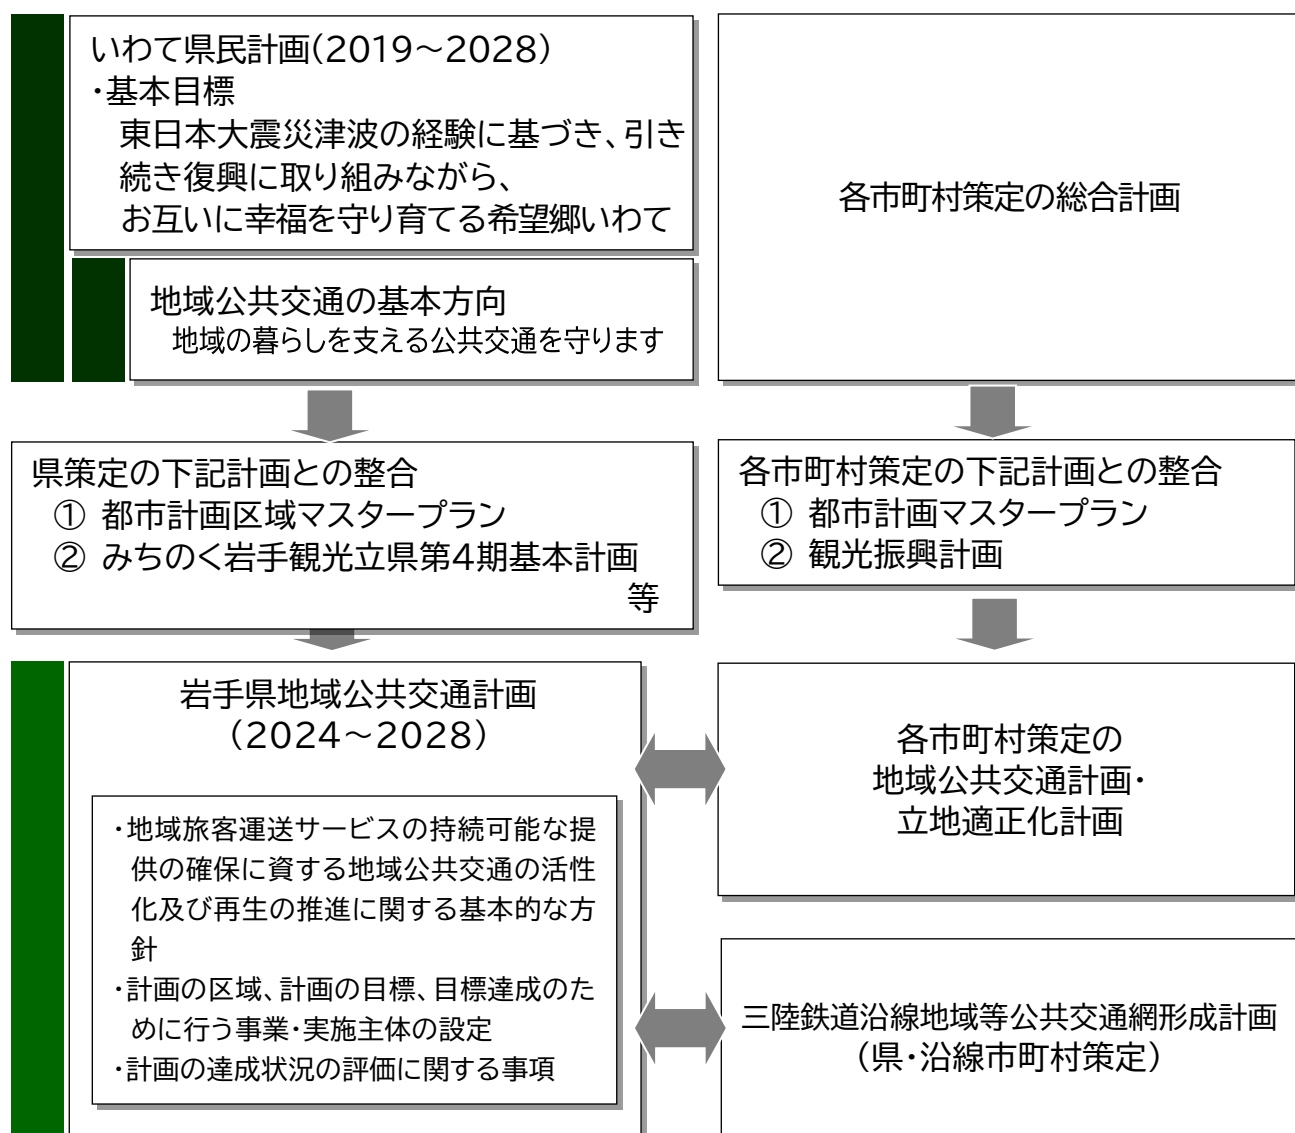 いわて県民計画(2019～2028)
・基本目標
東日本大震災津波の経験に基づき、引き
続き復興に取り組みながら、
お互いに幸福を守り育てる希望郷いわて
地域公共交通の基本方向
地域の暮らしを支える公共交通を守ります
各市町村策定の総合計画
県策定の下記計画との整合
① 都市計画区域マスタープラン
② みちのく岩手観光立県第4期基本計画
等
各市町村策定の下記計画との整合
① 都市計画マスタープラン
② 観光振興計画
岩手県地域公共交通計画
（2024～2028）
・地域旅客運送サービスの持続可能な提
供の確保に資する地域公共交通の活性
化及び再生の推進に関する基本的な方
針
・計画の区域、計画の目標、目標達成のた
めに行う事業・実施主体の設定
・計画の達成状況の評価に関する事項
各市町村策定の
地域公共交通計画・
立地適正化計画
三陸鉄道沿線地域等公共交通網形成計画
（県・沿線市町村策定）